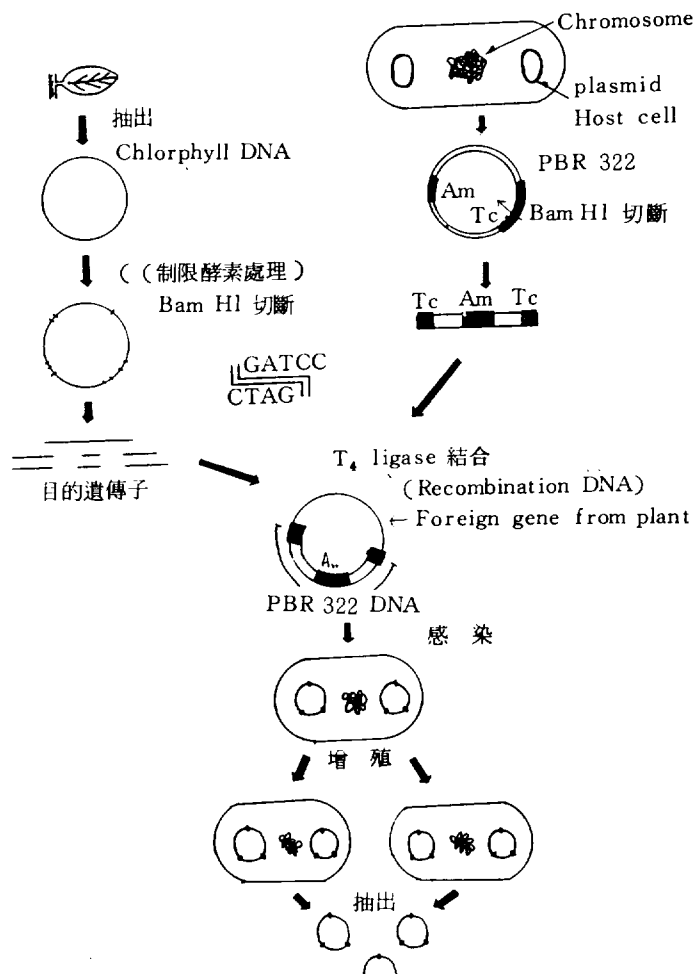 Chromosome
plasmid
Host cell
抽出
Chlorphyll DNA
PBR 322
Am
Tc
Bam H1 切斷
((制限酵素處理)
Bam H1 切斷
Tc Am Tc
GATCC
CTAG
目的遺傳子
T4 ligase 結合
(Recombination DNA)
← Foreign gene from plant
PBR 322 DNA
感染
增殖
抽出